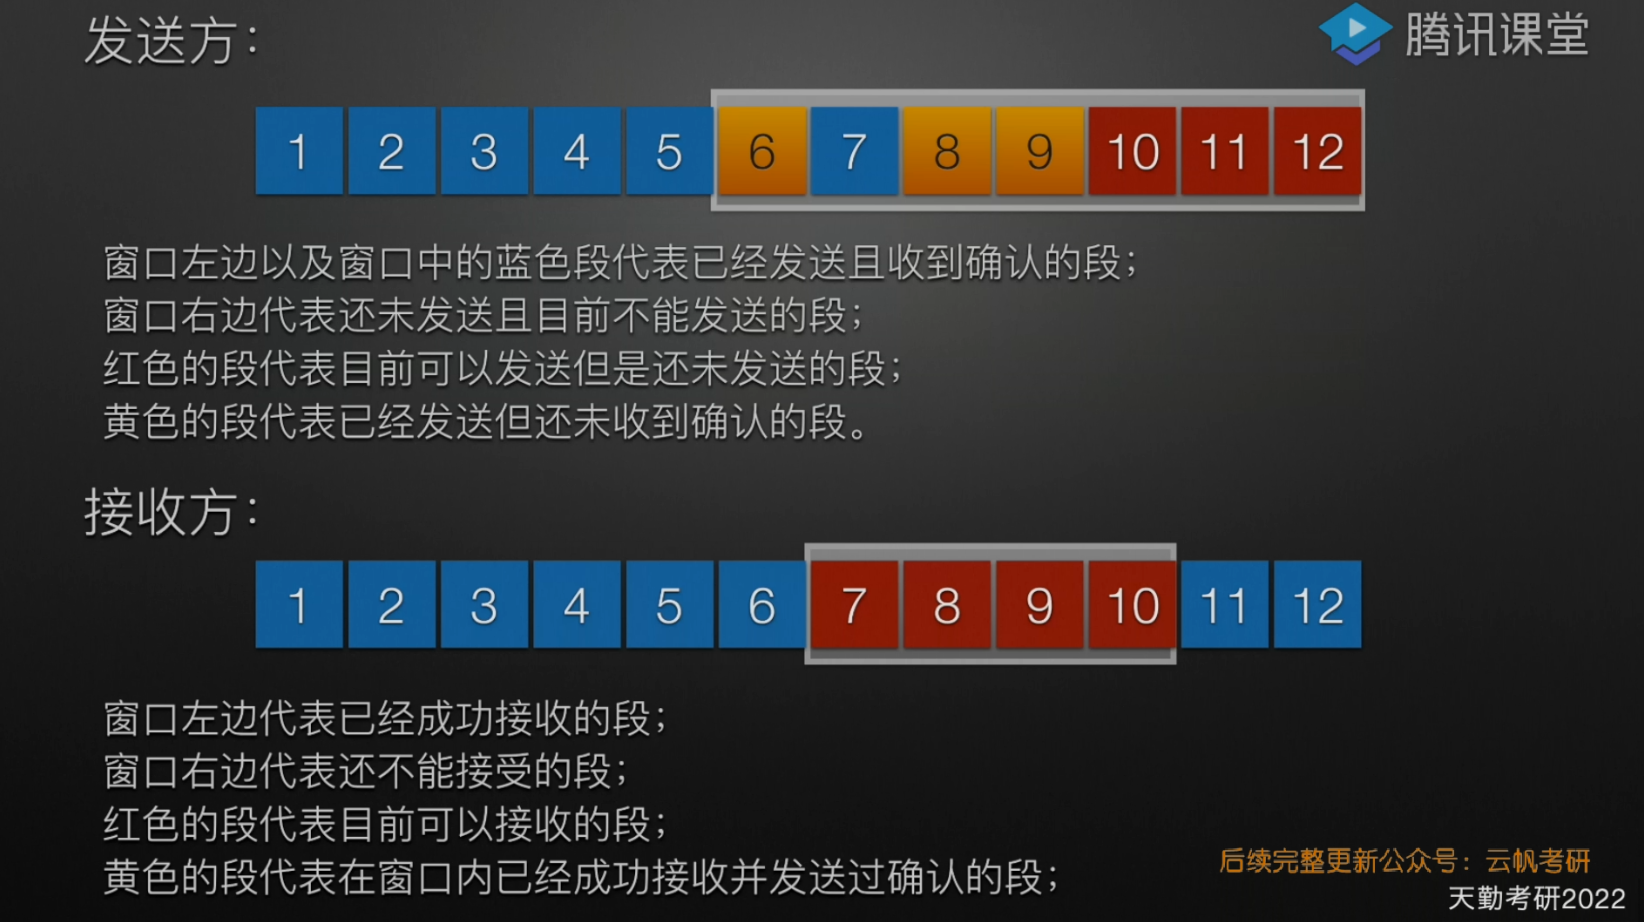 发送方：
腾讯课堂
1 2 3 4 5 6 7 8 9 10 11 12
窗口左边以及窗口中的蓝色段代表已经发送且收到确认的段；
窗口右边代表还未发送且目前不能发送的段；
红色的段代表目前可以发送但是还未发送的段；
黄色的段代表已经发送但还未收到确认的段。
接收方：
1 2 3 4 5 6 7 8 9 10 11 12
窗口左边代表已经成功接收的段；
窗口右边代表还不能接受的段；
红色的段代表目前可以接收的段；
黄色的段代表在窗口内已经成功接收并发送过确认的段；
后续完整更新公众号：云帆考研
天勤考研2022